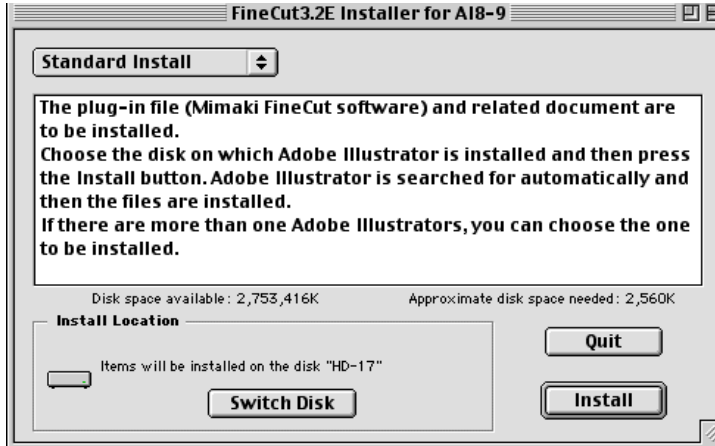 FineCut3.2E Installer for AI8-9
Standard Install
The plug-in file (Mimaki FineCut software) and related document are
to be installed.
Choose the disk on which Adobe Illustrator is installed and then press
the Install button. Adobe Illustrator is searched for automatically and
then the files are installed.
If there are more than one Adobe Illustrators, you can choose the one
to be installed.
Disk space available: 2,753,416K Approximate disk space needed: 2,560K
Install Location
Items will be installed on the disk "HD-17"
Switch Disk
Quit
Install